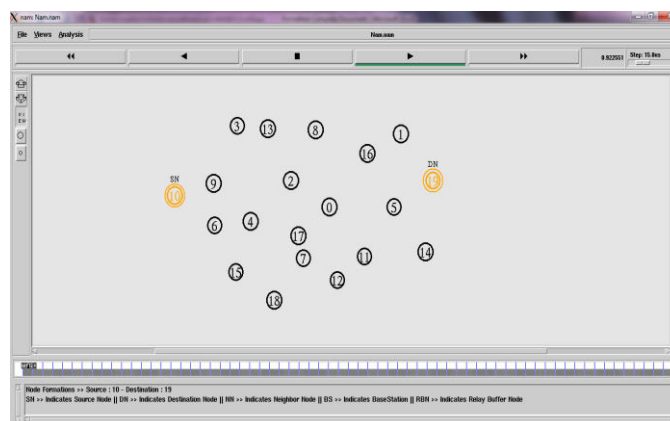 nam: Nam.nam
File Views Analysis
Nam.nam
0.922553
Step: 15.8ms
3
13
8
1
16
DN
SN
9
2
19
10
0
5
6
4
17
7
11
14
15
12
18
Node Formations >> Source : 10 - Destination : 19
SN >> Indicates Source Node || DN >> Indicates Destination Node || NN >> Indicates Neighbor Node || BS >> Indicates BaseStation || RBN >> Indicates Relay Buffer Node